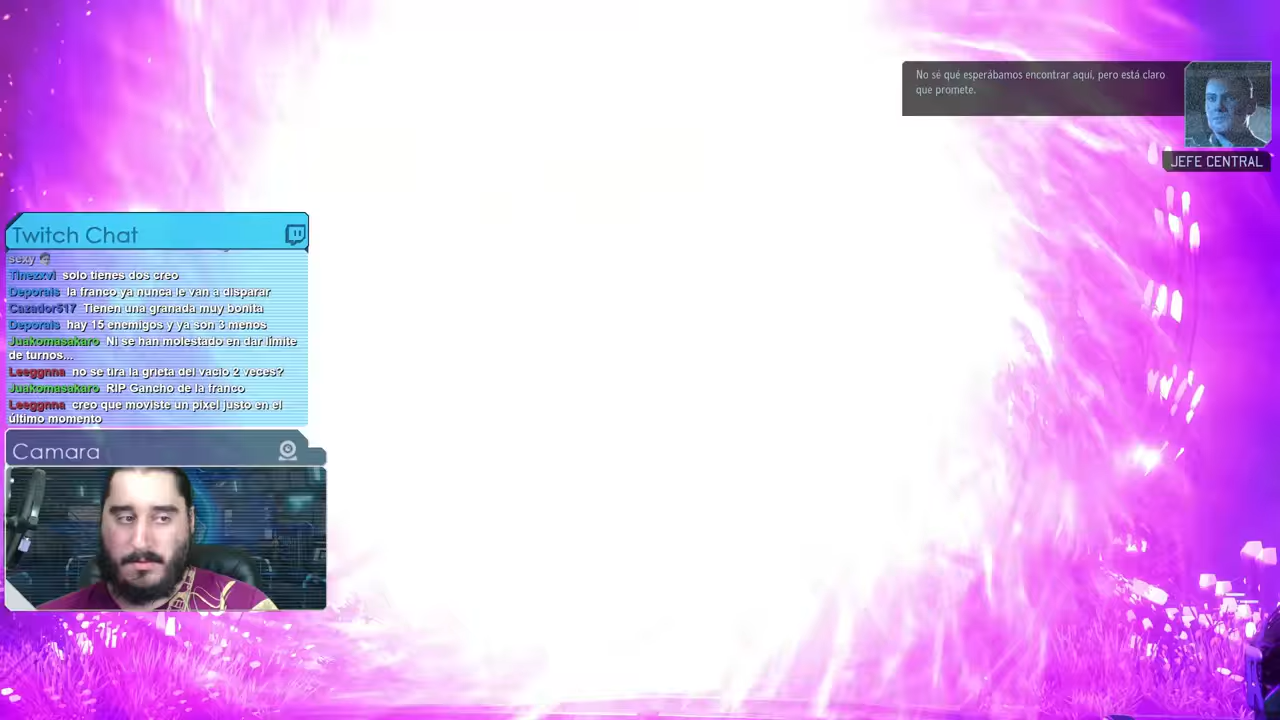 No sé qué esperábamos encontrar aquí, pero está claro
que promete.
JEFE CENTRAL
Twitch Chat
sexy
Tinezxvi solo tienes dos creo
Deporals la franco ya nunca le van a disparar
Cazador517 Tienen una granada muy bonita
Deporals hay 15 enemigos y ya son 3 menos
Juakomasakaro Ni se han molestado en dar limite
de turnos...
Leeggnna no se tira la grieta del vacio 2 veces?
Juakomasakaro RIP Gancho de la franco
Leeggnna creo que moviste un pixel justo en el
último momento
Camara